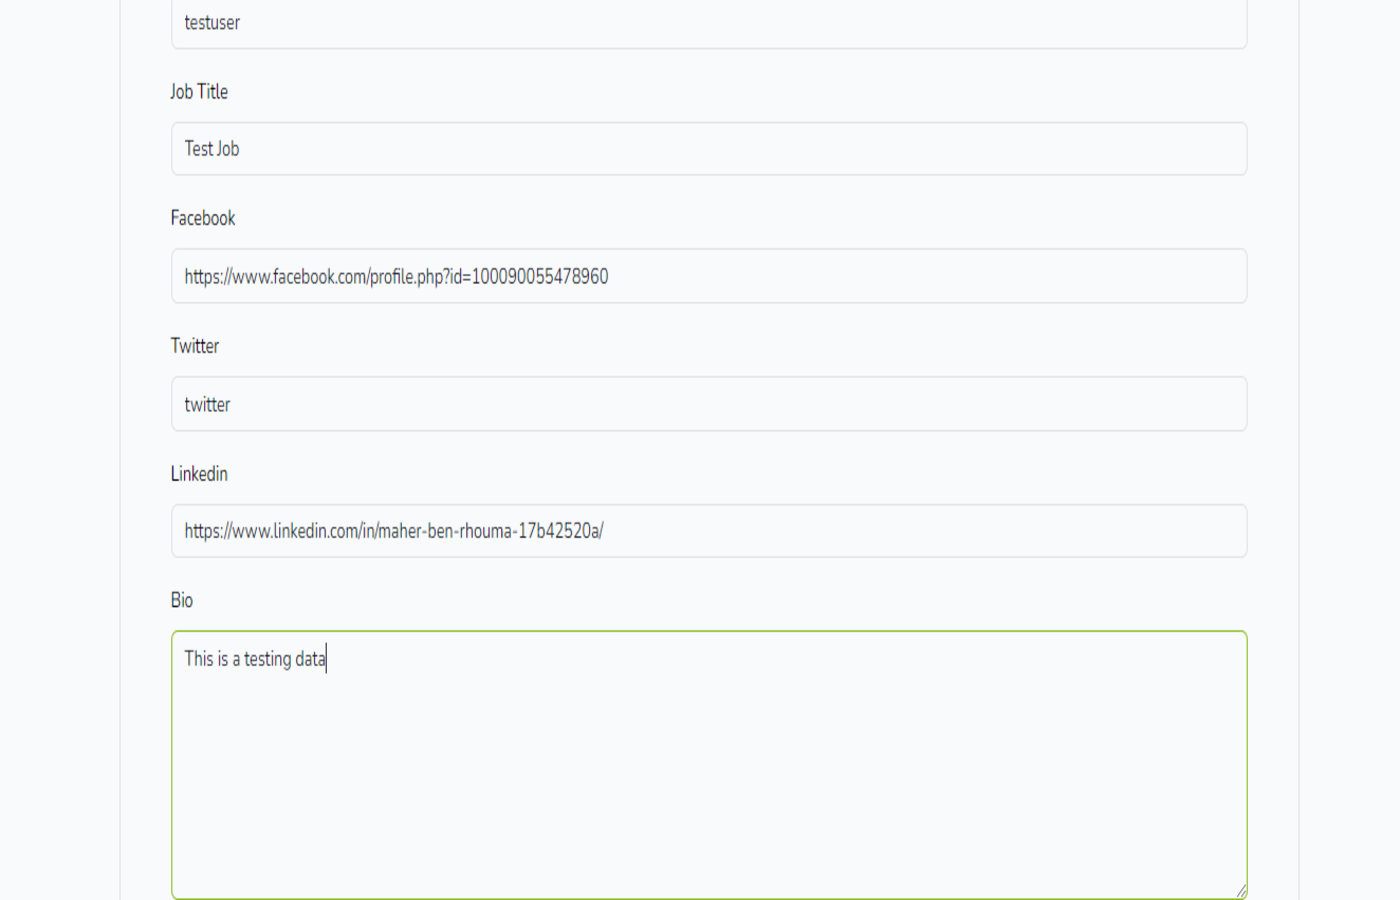 testuser
Job Title
Test Job
Facebook
https://www.facebook.com/profile.php?id=100090055478960
Twitter
twitter
Linkedin
https://www.linkedin.com/in/maher-ben-rhouma-17b42520a/
Bio
This is a testing data